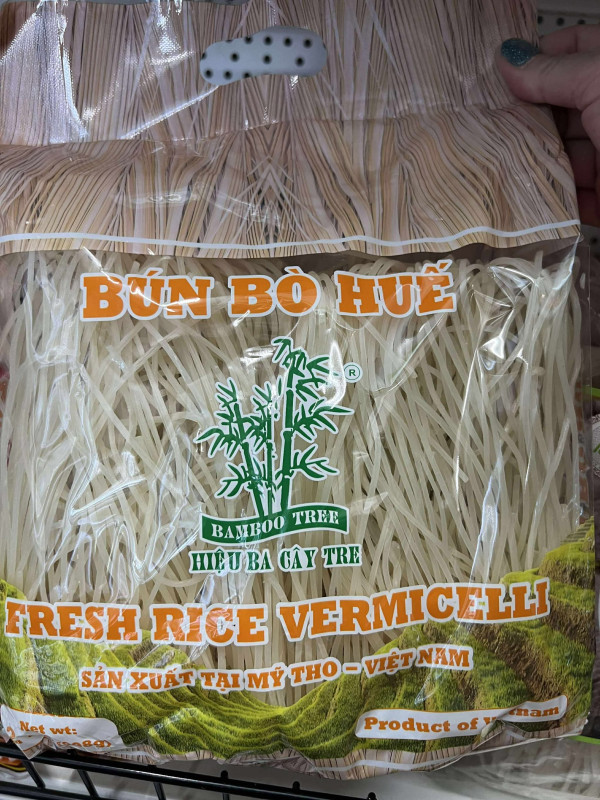 BÚN BÒ HUẾ
®
BAMBOO TREE
HIỆU BA CÂY TRE
FRESH RICE VERMICELLI
SẢN XUẤT TẠI MỸ THO - VIỆT NAM
Net wt:
Product of